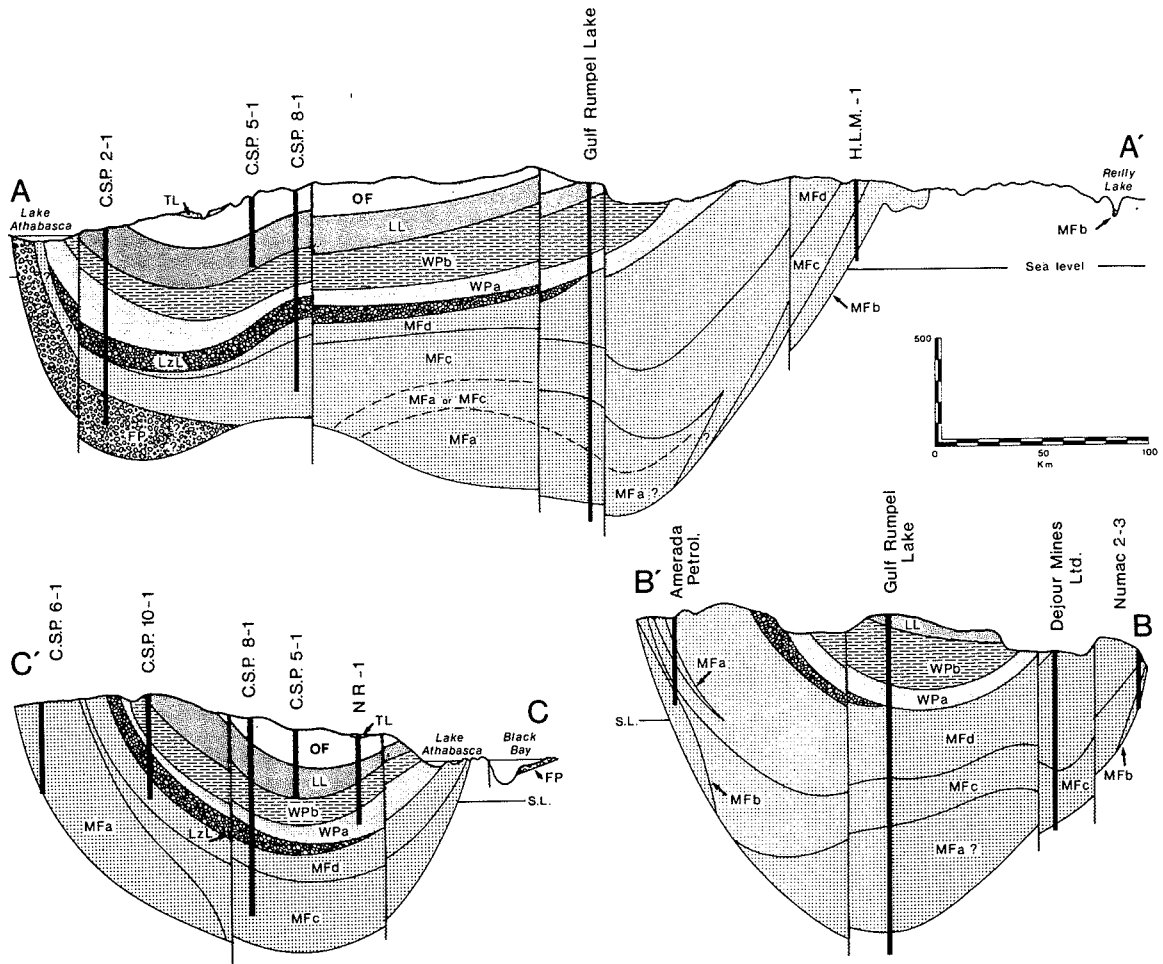 Gulf Rumpel Lake
C.S.P. 2-1
C.S.P. 5-1
C.S.P. 8-1
H.L.M. -1
A
A′
Lake
Athabasca
TL
OF
LL
WPb
WPa
LzL
MFd
MFc
MFa or MFc
MFa
FP
?
MFa ?
?
MFd
MFc
MFb
Reilly
Lake
MFb
Sea level
500
0
50
100
Km
C′
C.S.P. 6-1
C.S.P. 10-1
C.S.P. 8-1
C.S.P. 5-1
N R -1
TL
C
Lake
Athabasca
Black
Bay
FP
S.L.
OF
LL
WPb
WPa
LzL
MFd
MFc
MFa
B′
Amerada
Petrol.
Gulf Rumpel
Lake
Dejour Mines
Ltd.
Numac 2-3
B
LL
WPb
WPa
MFa
S.L.
MFd
MFb
MFc
MFc
MFb
MFa ?